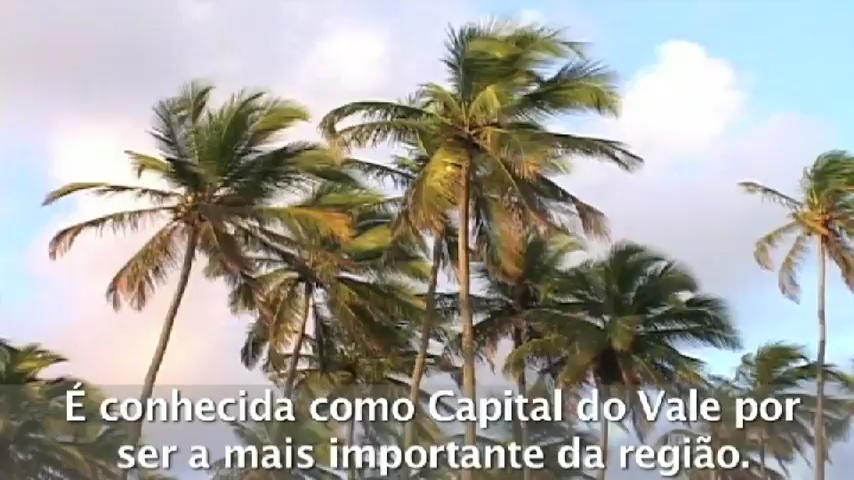 É conhecida como Capital do Vale por
ser a mais importante da região.